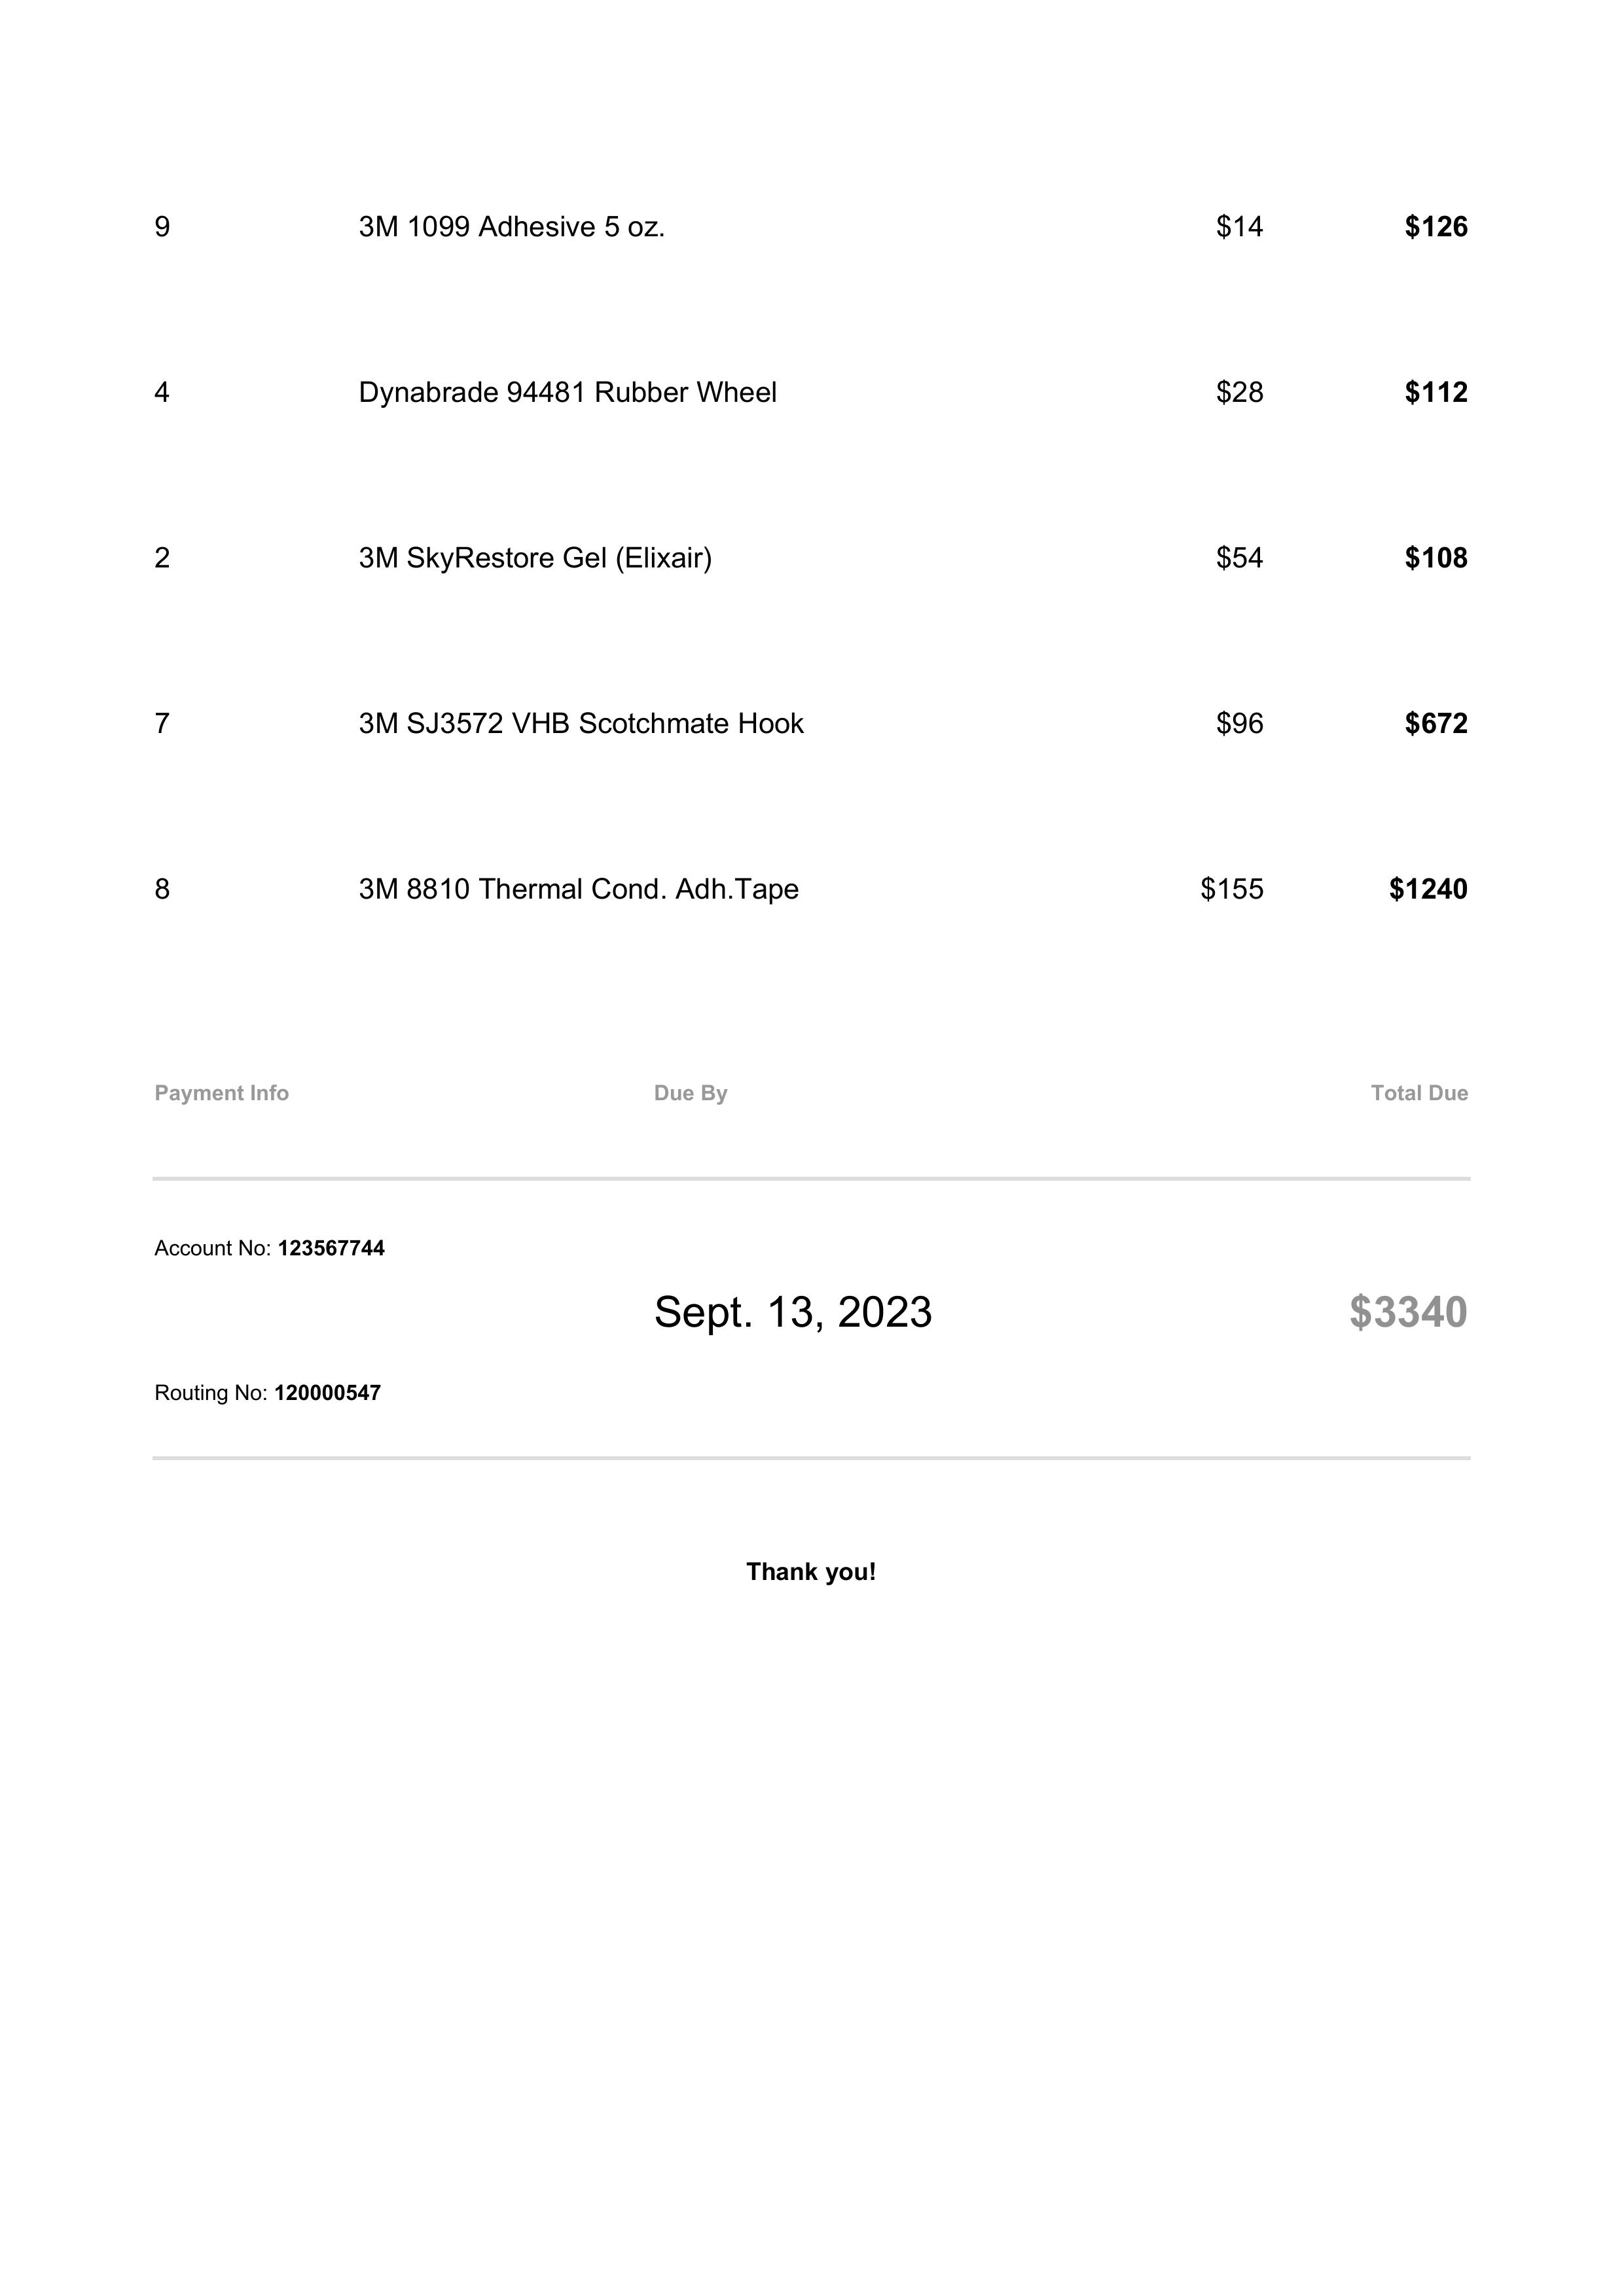 9 3M 1099 Adhesive 5 oz. $14 $126
4 Dynabrade 94481 Rubber Wheel $28 $112
2 3M SkyRestore Gel (Elixair) $54 $108
7 3M SJ3572 VHB Scotchmate Hook $96 $672
8 3M 8810 Thermal Cond. Adh.Tape $155 $1240
Payment Info Due By Total Due
Account No: 123567744
Sept. 13, 2023 $3340
Routing No: 120000547
Thank you!